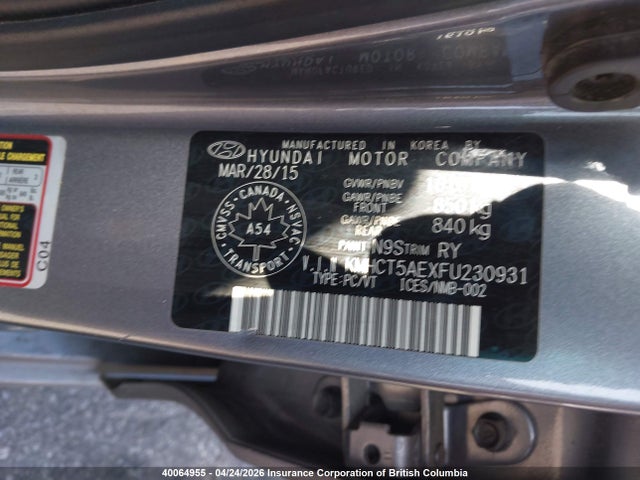 MANUFACTURED IN KOREA BY
HYUNDAI MOTOR COMPANY
MAR/28/15
GVWR/PNBV
GAWR/PNBE FRONT kg
GAWR/PNBE REAR 840 kg
PAINT N9S TRIM RY
V.I.N KMHCT5AEXFU230931
TYPE:PC/VT ICES/NMB-002
CMVSS · CANADA · NSVAC
A54
TRANSPORT
C04
40064955 - 04/24/2026 Insurance Corporation of British Columbia